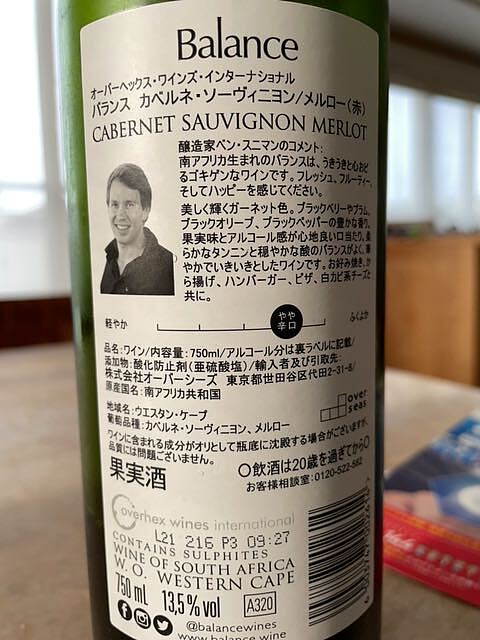 Balance
オーバーヘックス・ワインズ・インターナショナル
バランス カベルネ・ソーヴィニヨン/メルロー(赤)
CABERNET SAUVIGNON MERLOT
醸造家ベン・スニマンのコメント:
南アフリカ生まれのバランスは、うきうきと心おど
るゴキゲンなワインです。フレッシュ、フルーティー、
そしてハッピーを感じてください。
美しく輝くガーネット色。ブラックベリーやプラム、
ブラックオリーブ、ブラックペッパーの豊かな香り。
果実味とアルコール感が心地良い口当たり。柔
らかなタンニンと穏やかな酸のバランスがよく、華
やかでいきいきとしたワインです。お好み焼き、か
ら揚げ、ハンバーガー、ピザ、白カビ系チーズと
共に。
軽やか
やや
辛口
ふくよか
品名:ワイン/内容量:750ml/アルコール分は裏ラベルに記載/
添加物:酸化防止剤(亜硫酸塩)/輸入者及び引取先:
株式会社オーバーシーズ 東京都世田谷区代田2-31-8/
原産国名:南アフリカ共和国
地域名:ウエスタン・ケープ
葡萄品種:カベルネ・ソーヴィニヨン、メルロー
over
seas
ワインに含まれる成分がオリとして瓶底に沈殿する場合がございますが、
品質には問題ございません。
果実酒
○飲酒は20歳を過ぎてから○
お客様相談室:0120-522-582
overhex wines international
L21 216 P3 09:27
CONTAINS SULPHITES
WINE OF SOUTH AFRICA
W. O. WESTERN CAPE
750 ml 13,5% vol A320
@balancewines
www.balance.wine